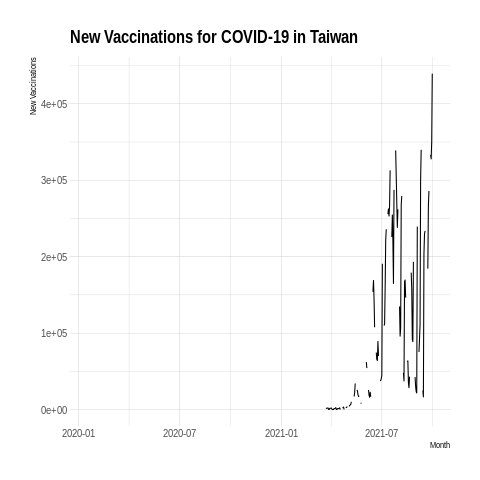 New Vaccinations for COVID-19 in Taiwan
New Vaccinations
4e+05
3e+05
2e+05
1e+05
0e+00
2020-01 2020-07 2021-01 2021-07
Month